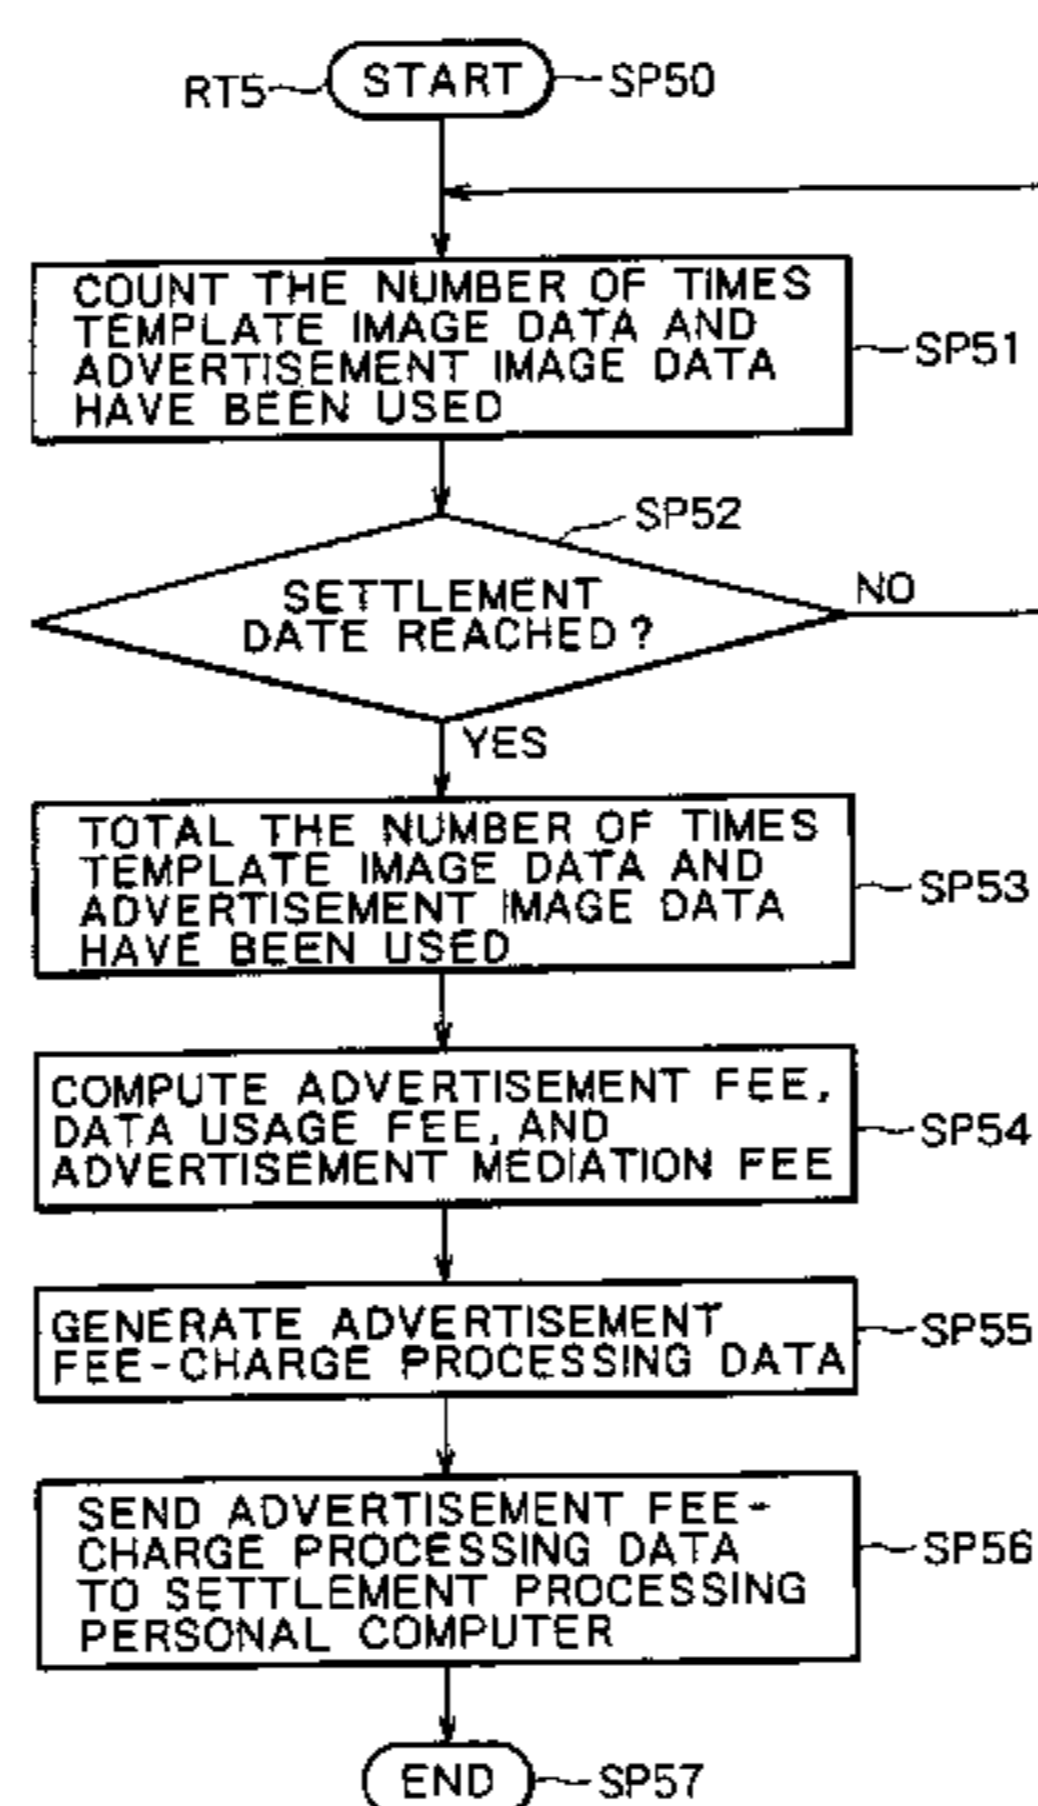 START
RT5
SP50
COUNT THE NUMBER OF TIMES
TEMPLATE IMAGE DATA AND
ADVERTISEMENT IMAGE DATA
HAVE BEEN USED
SP51
SP52
SETTLEMENT
DATE REACHED?
NO
YES
TOTAL THE NUMBER OF TIMES
TEMPLATE IMAGE DATA AND
ADVERTISEMENT IMAGE DATA
HAVE BEEN USED
SP53
COMPUTE ADVERTISEMENT FEE,
DATA USAGE FEE, AND
ADVERTISEMENT MEDIATION FEE
SP54
GENERATE ADVERTISEMENT
FEE-CHARGE PROCESSING DATA
SP55
SEND ADVERTISEMENT FEE-
CHARGE PROCESSING DATA
TO SETTLEMENT PROCESSING
PERSONAL COMPUTER
SP56
END
SP57